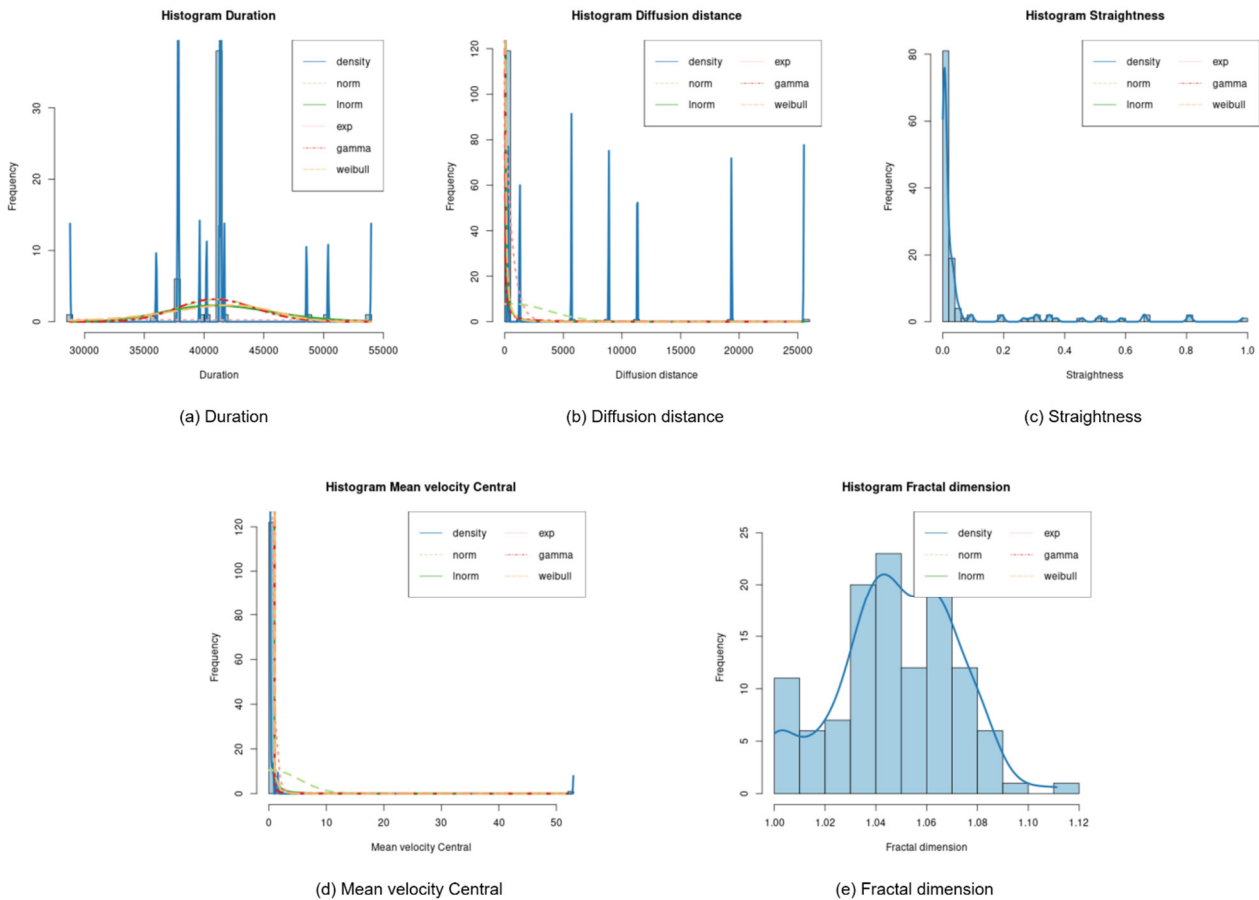 Histogram Duration
Frequency
0
10
20
30
density
norm
lnorm
exp
gamma
weibull
30000 35000 40000 45000 50000 55000
Duration
(a) Duration
Histogram Diffusion distance
Frequency
0
20
40
60
80
100
120
density exp
norm gamma
lnorm weibull
0 5000 10000 15000 20000 25000
Diffusion distance
(b) Diffusion distance
Histogram Straightness
Frequency
0
20
40
60
80
density exp
norm gamma
lnorm weibull
0.0 0.2 0.4 0.6 0.8 1.0
Straightness
(c) Straightness
Histogram Mean velocity Central
Frequency
0
20
40
60
80
100
120
density exp
norm gamma
lnorm weibull
0 10 20 30 40 50
Mean velocity Central
(d) Mean velocity Central
Histogram Fractal dimension
Frequency
0
5
10
15
20
25
density exp
norm gamma
lnorm weibull
1.00 1.02 1.04 1.06 1.08 1.10 1.12
Fractal dimension
(e) Fractal dimension